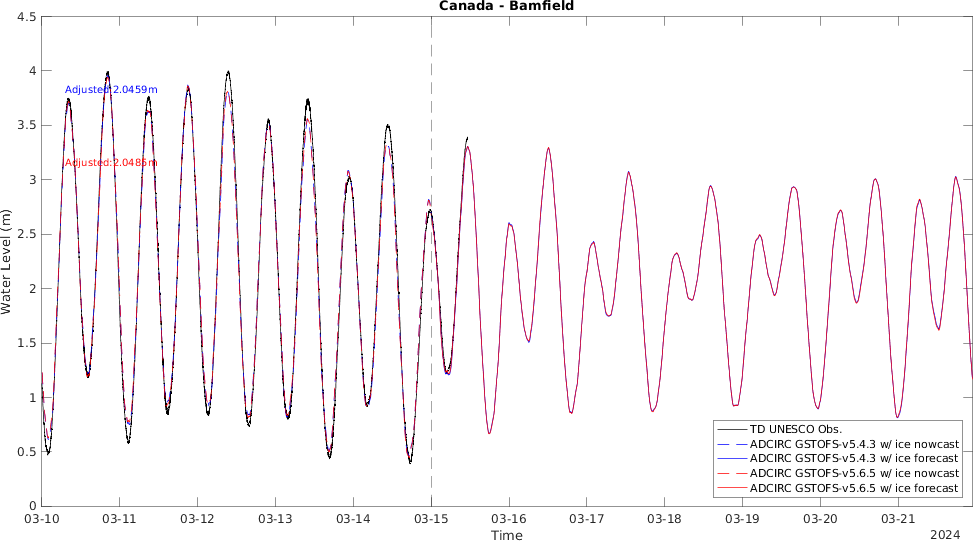 Canada - Bamfield
4.5
4
3.5
3
2.5
2
1.5
1
0.5
0
Water Level (m)
Adjusted:2.0459m
Adjusted:2.0485m
TD UNESCO Obs.
ADCIRC GSTOFS-v5.4.3 w/ ice nowcast
ADCIRC GSTOFS-v5.4.3 w/ ice forecast
ADCIRC GSTOFS-v5.6.5 w/ ice nowcast
ADCIRC GSTOFS-v5.6.5 w/ ice forecast
03-10 03-11 03-12 03-13 03-14 03-15 03-16 03-17 03-18 03-19 03-20 03-21
Time
2024